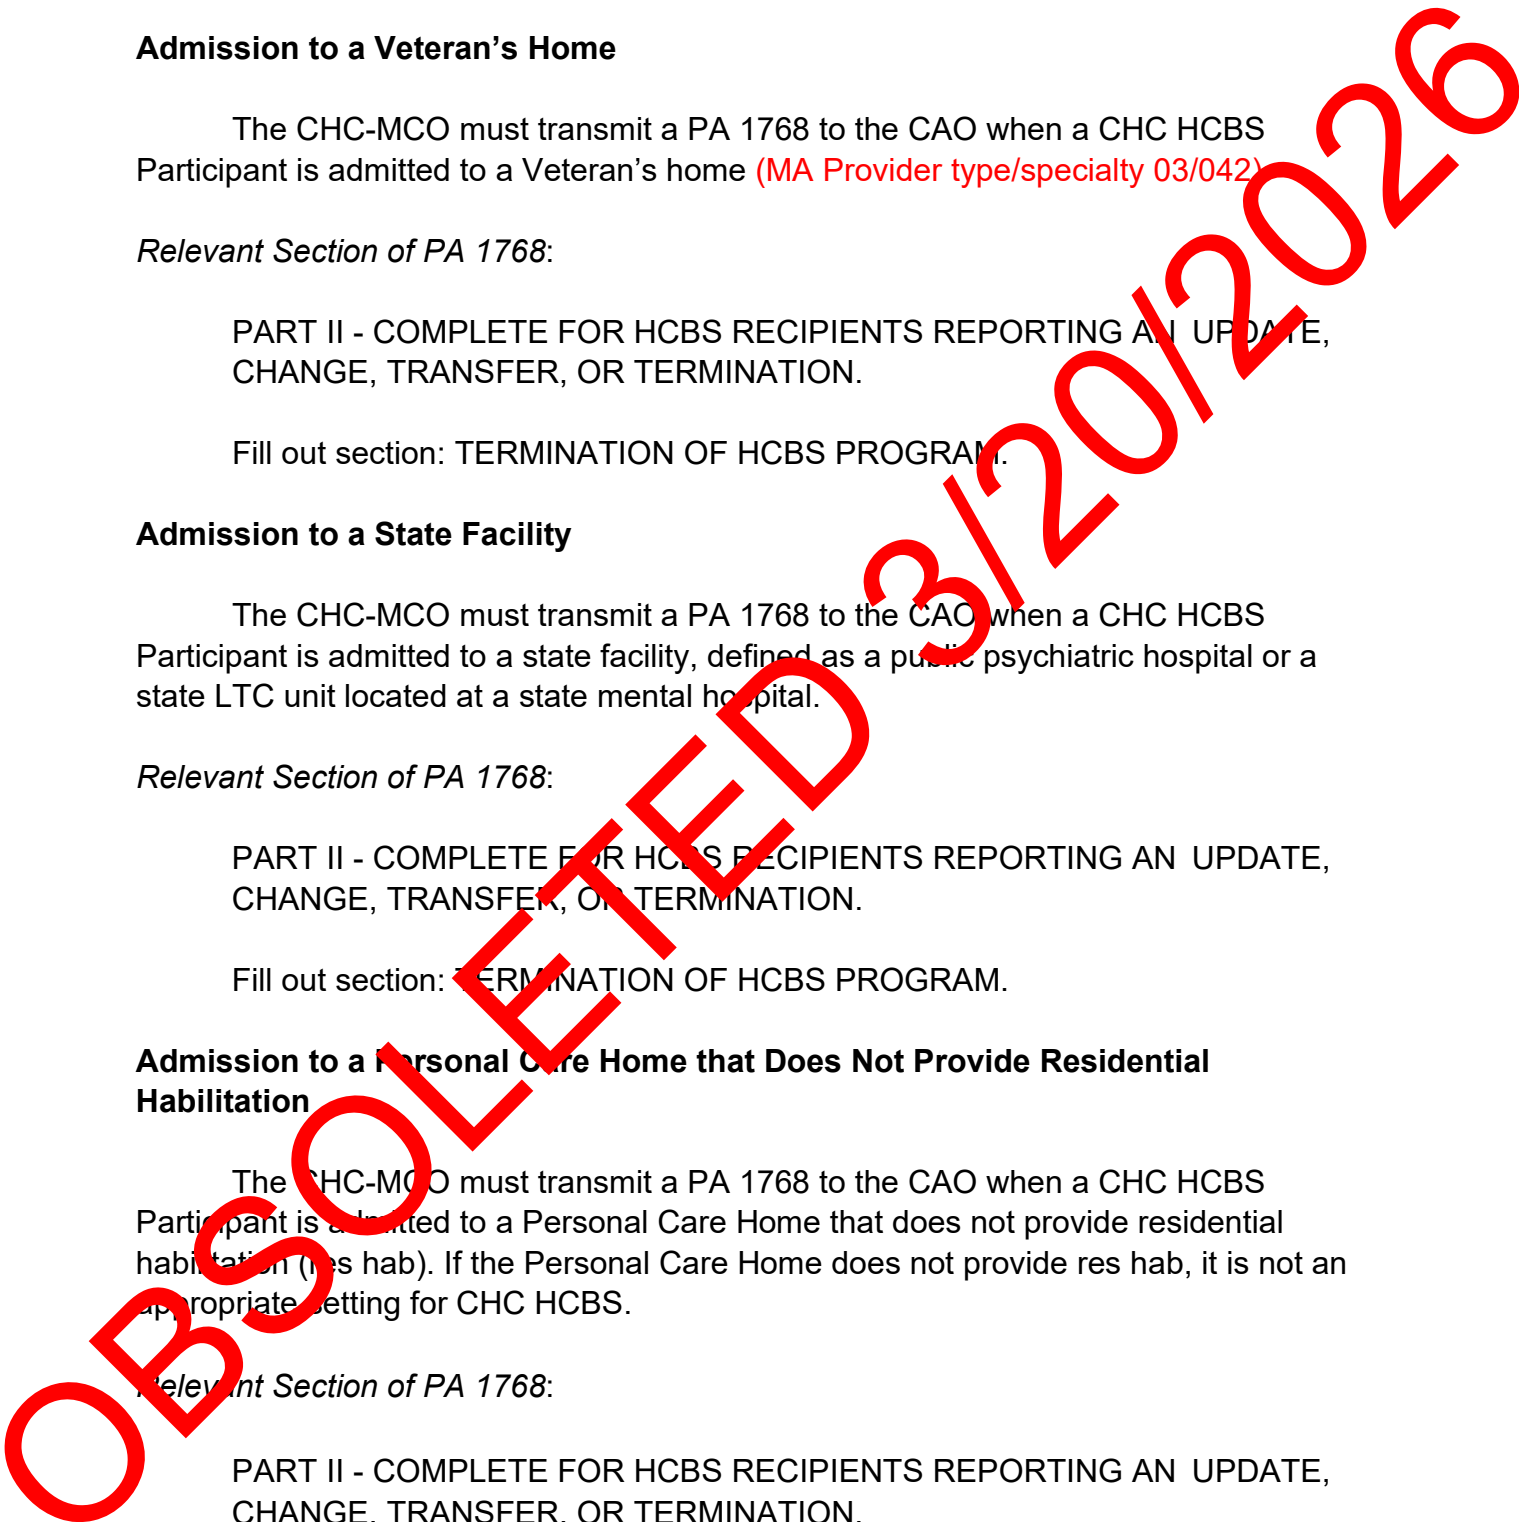 Admission to a Veteran's Home
The CHC-MCO must transmit a PA 1768 to the CAO when a CHC HCBS
Participant is admitted to a Veteran's home (MA Provider type/specialty 03/042)
Relevant Section of PA 1768:
PART II - COMPLETE FOR HCBS RECIPIENTS REPORTING AN UPDATE,
CHANGE, TRANSFER, OR TERMINATION.
Fill out section: TERMINATION OF HCBS PROGRAM.
Admission to a State Facility
The CHC-MCO must transmit a PA 1768 to the CAO when a CHC HCBS
Participant is admitted to a state facility, defined as a public psychiatric hospital or a
state LTC unit located at a state mental hospital.
Relevant Section of PA 1768:
PART II - COMPLETE FOR HCBS RECIPIENTS REPORTING AN UPDATE,
CHANGE, TRANSFER, OR TERMINATION.
Fill out section: TERMINATION OF HCBS PROGRAM.
Admission to a Personal Care Home that Does Not Provide Residential
Habilitation
The CHC-MCO must transmit a PA 1768 to the CAO when a CHC HCBS
Participant is admitted to a Personal Care Home that does not provide residential
habilitation (res hab). If the Personal Care Home does not provide res hab, it is not an
appropriate setting for CHC HCBS.
Relevant Section of PA 1768:
PART II - COMPLETE FOR HCBS RECIPIENTS REPORTING AN UPDATE,
CHANGE, TRANSFER, OR TERMINATION.
OBSOLETED 3/20/2026